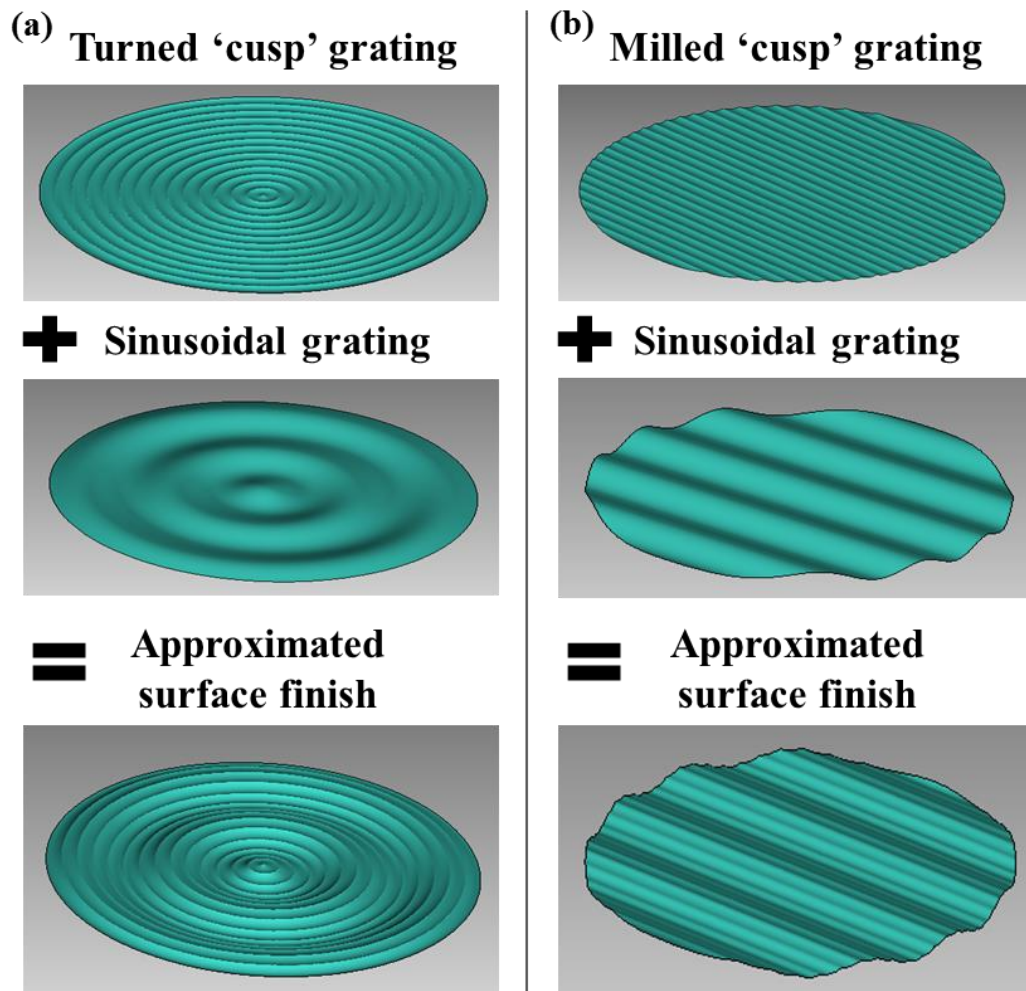 (a)
Turned ‘cusp’ grating
+ Sinusoidal grating
= Approximated
surface finish
(b)
Milled ‘cusp’ grating
+ Sinusoidal grating
= Approximated
surface finish